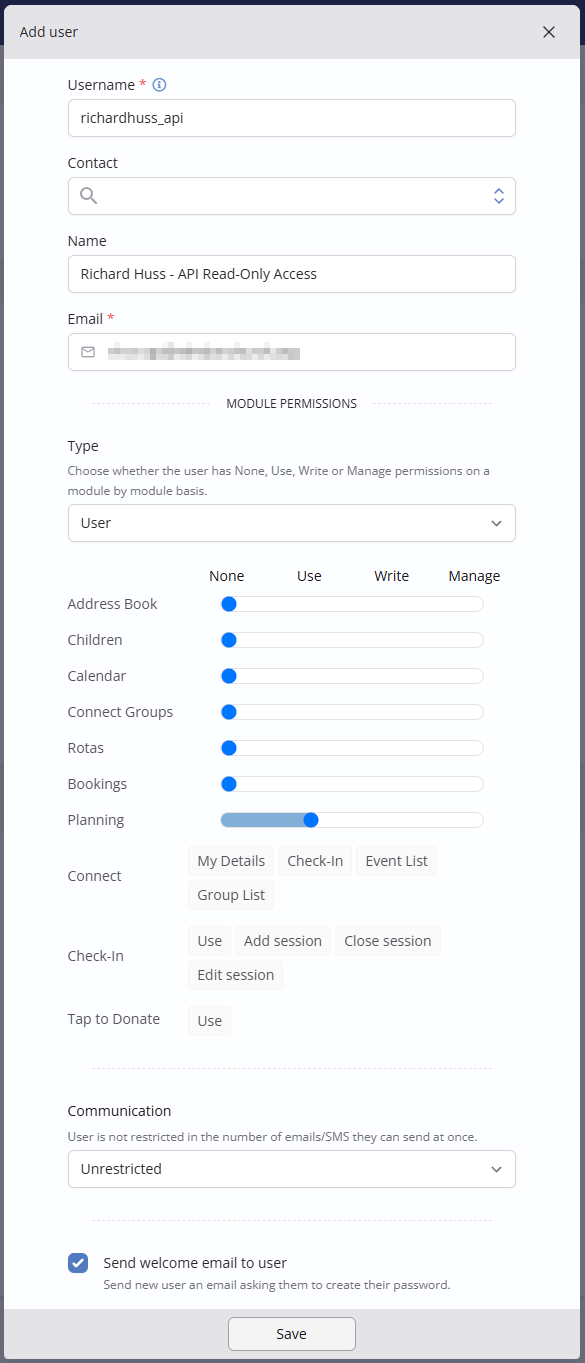 Add user
Username *
richardhuss_api
Contact
Name
Richard Huss - API Read-Only Access
Email *
MODULE PERMISSIONS
Type
Choose whether the user has None, Use, Write or Manage permissions on a
module by module basis.
User
None Use Write Manage
Address Book
Children
Calendar
Connect Groups
Rotas
Bookings
Planning
Connect
My Details Check-In Event List
Group List
Check-In
Use Add session Close session
Edit session
Tap to Donate Use
Communication
User is not restricted in the number of emails/SMS they can send at once.
Unrestricted
Send welcome email to user
Send new user an email asking them to create their password.
Save